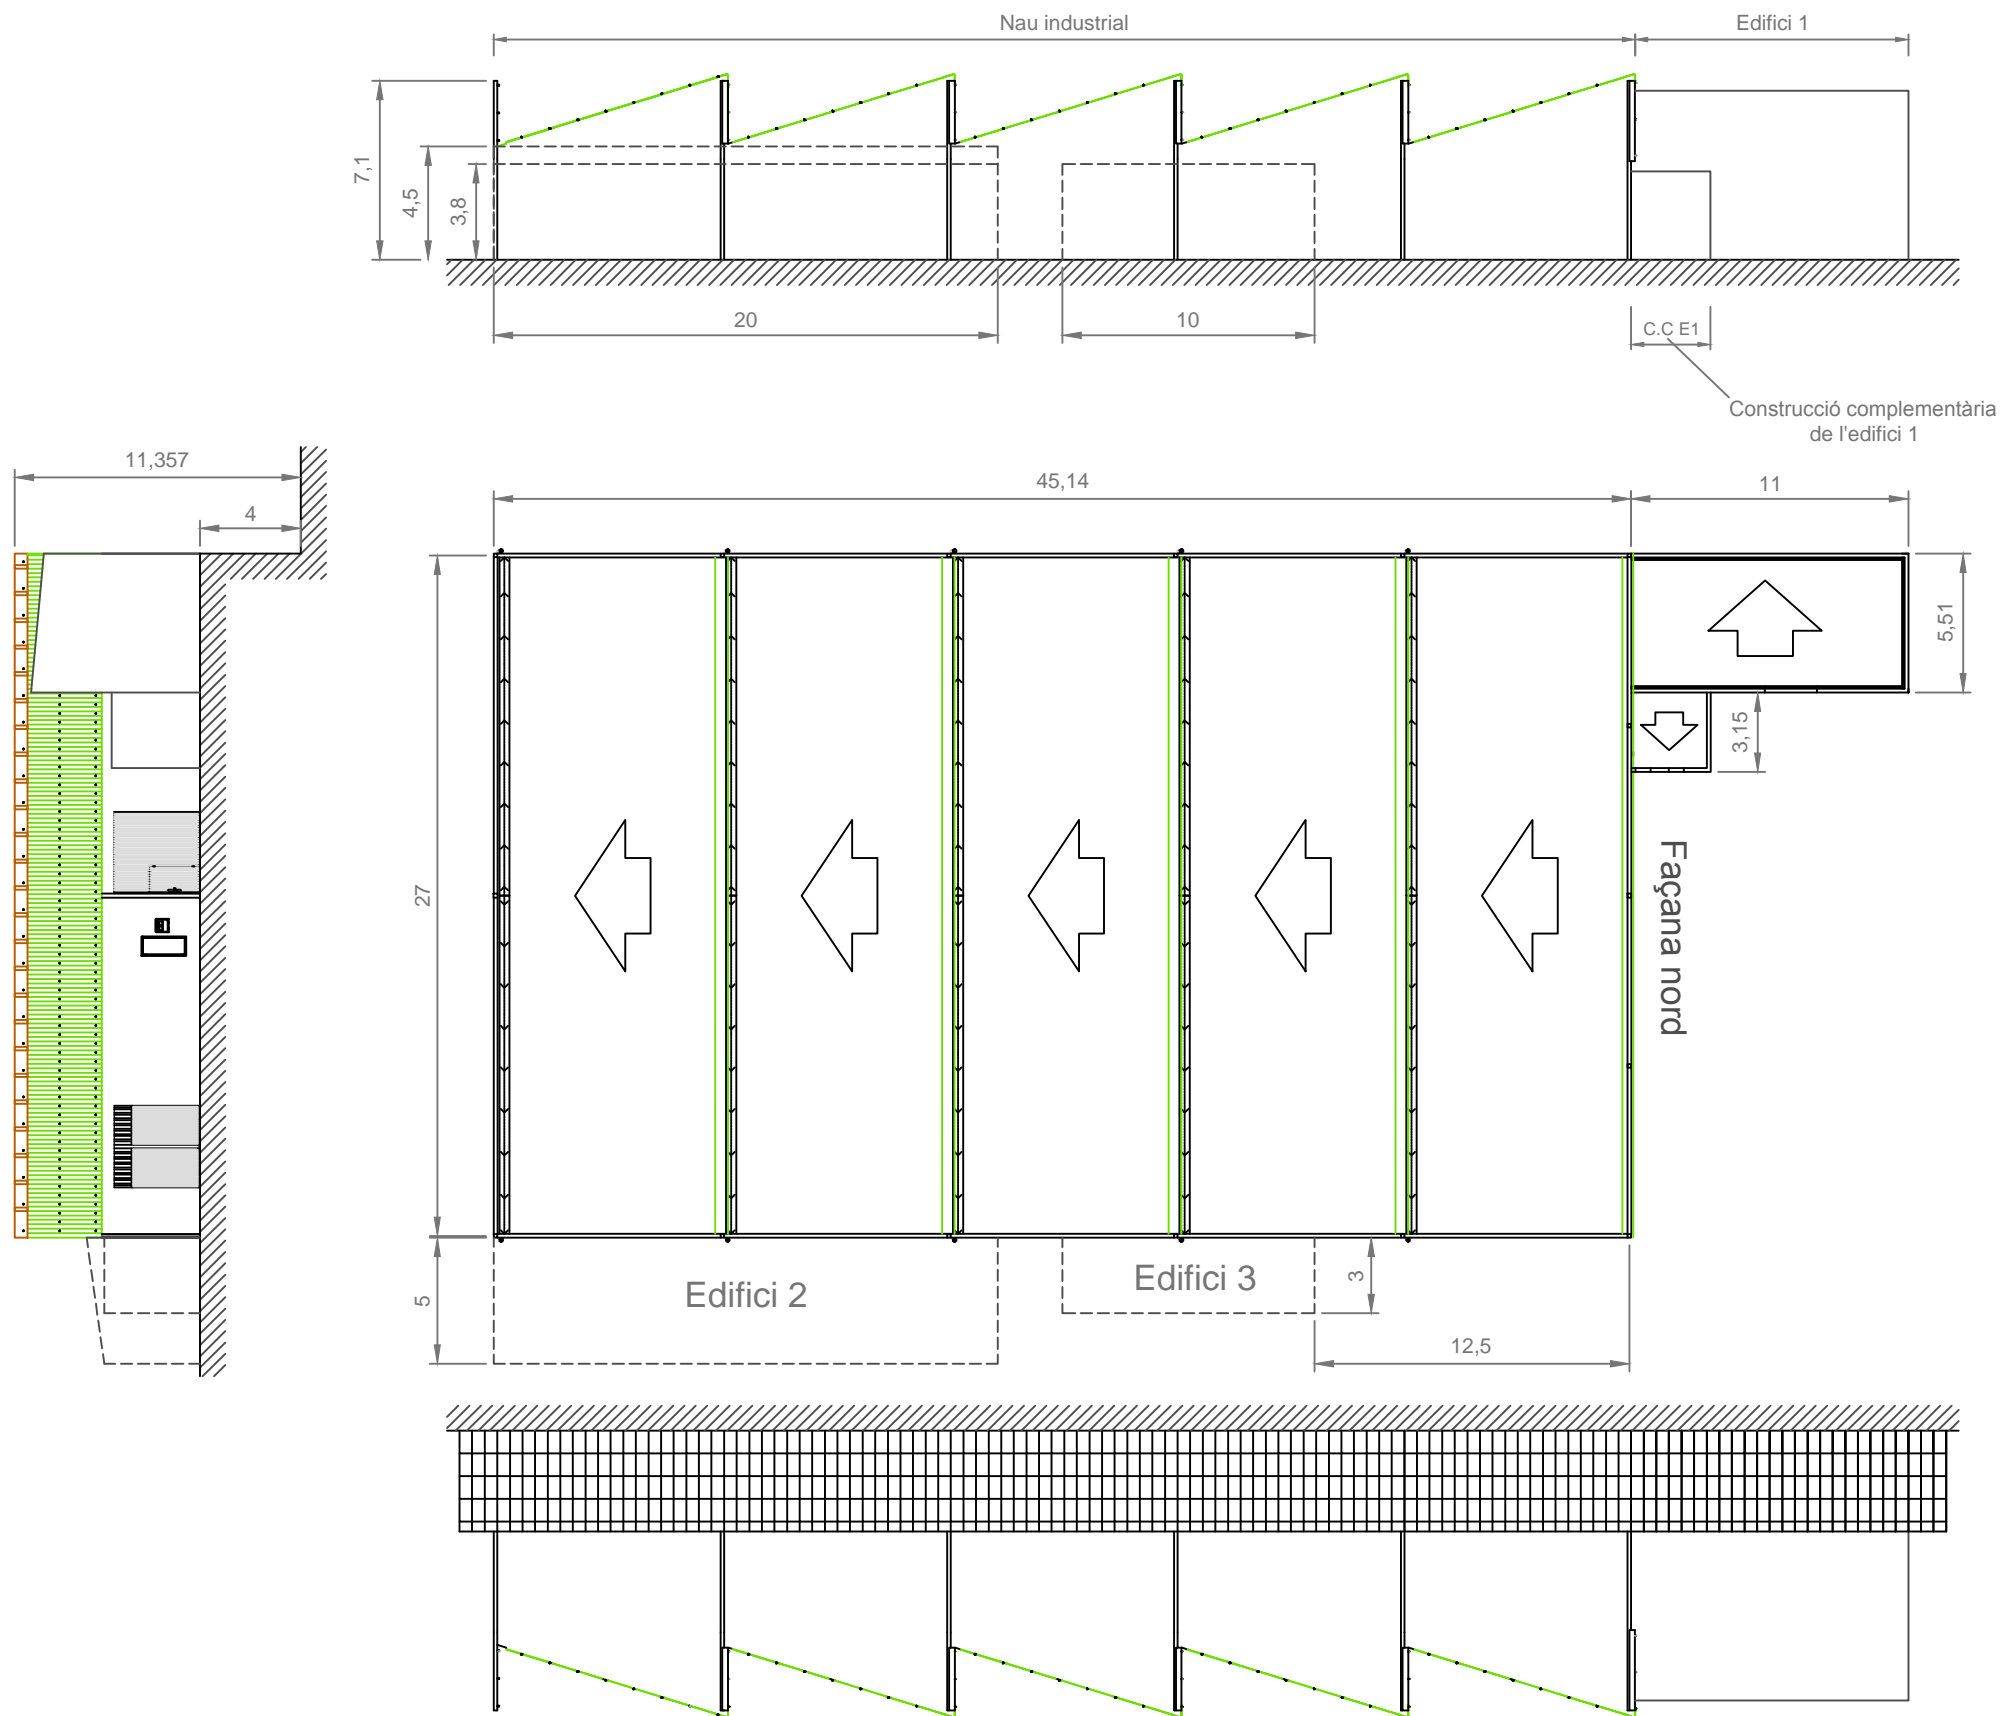 Nau industrial
Edifici 1
7,1
4,5
3,8
20
10
C.C E1
Construcció complementària
de l'edifici 1
11,357
4
45,14
11
5,51
3,15
27
Façana nord
5
Edifici 2
Edifici 3
3
12,5